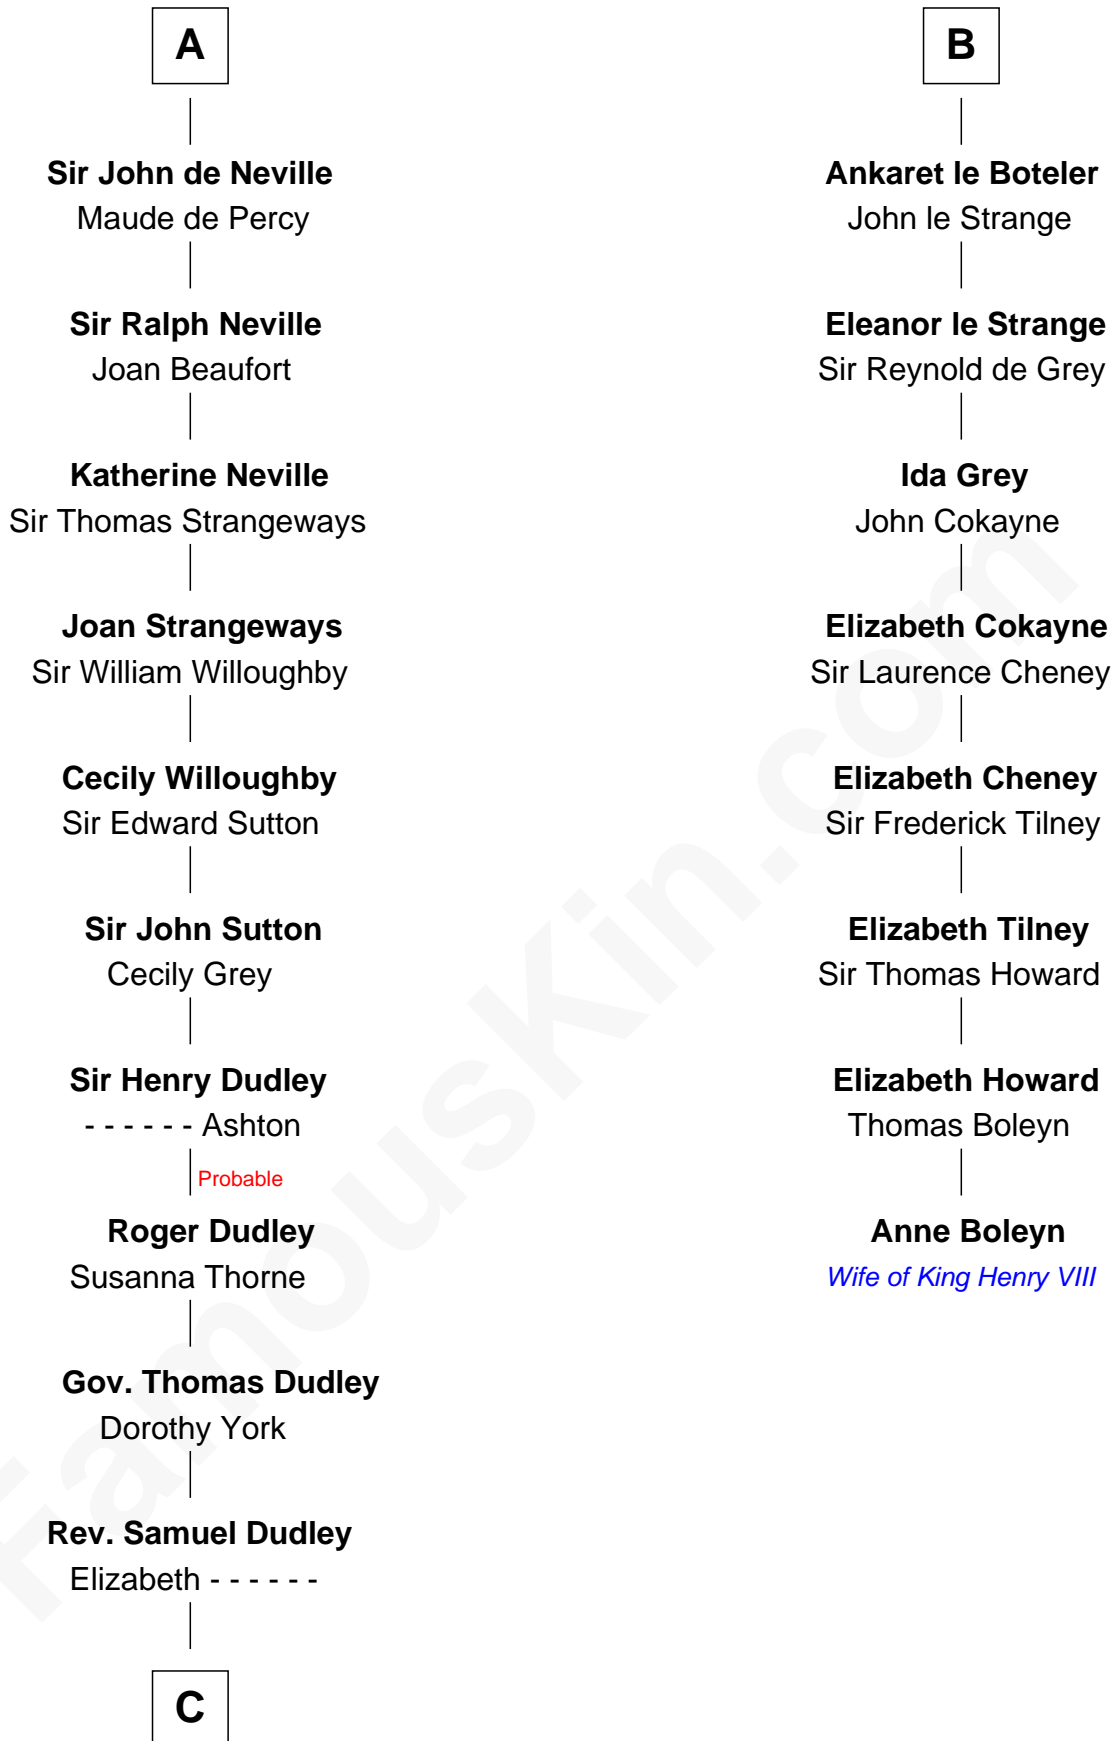 A
Sir John de Neville
Maude de Percy
Sir Ralph Neville
Joan Beaufort
Katherine Neville
Sir Thomas Strangeways
Joan Strangeways
Sir William Willoughby
Cecily Willoughby
Sir Edward Sutton
Sir John Sutton
Cecily Grey
Sir Henry Dudley
- - - - - - Ashton
Probable
Roger Dudley
Susanna Thorne
Gov. Thomas Dudley
Dorothy York
Rev. Samuel Dudley
Elizabeth - - - - - -
C
B
Ankaret le Boteler
John le Strange
Eleanor le Strange
Sir Reynold de Grey
Ida Grey
John Cokayne
Elizabeth Cokayne
Sir Laurence Cheney
Elizabeth Cheney
Sir Frederick Tilney
Elizabeth Tilney
Sir Thomas Howard
Elizabeth Howard
Thomas Boleyn
Anne Boleyn
Wife of King Henry VIII
FamousKin.com